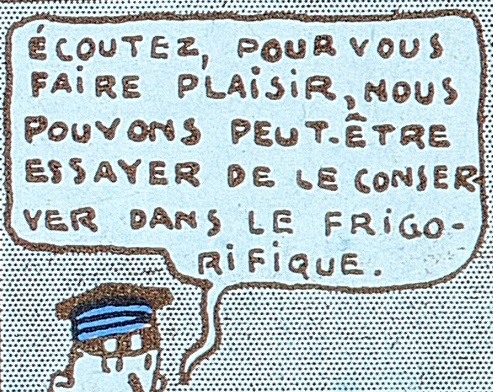 ÉCOUTEZ, POUR VOUS
FAIRE PLAISIR, NOUS
POUVONS PEUT-ÊTRE
ESSAYER DE LE CONSER
VER DANS LE FRIGO-
RIFIQUE.